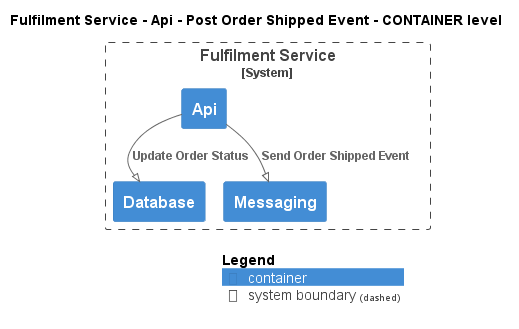 Fulfilment Service - Api - Post Order Shipped Event - CONTAINER level
Fulfilment Service
[System]
Api
Update Order Status
Send Order Shipped Event
Database
Messaging
Legend
container
system boundary (dashed)